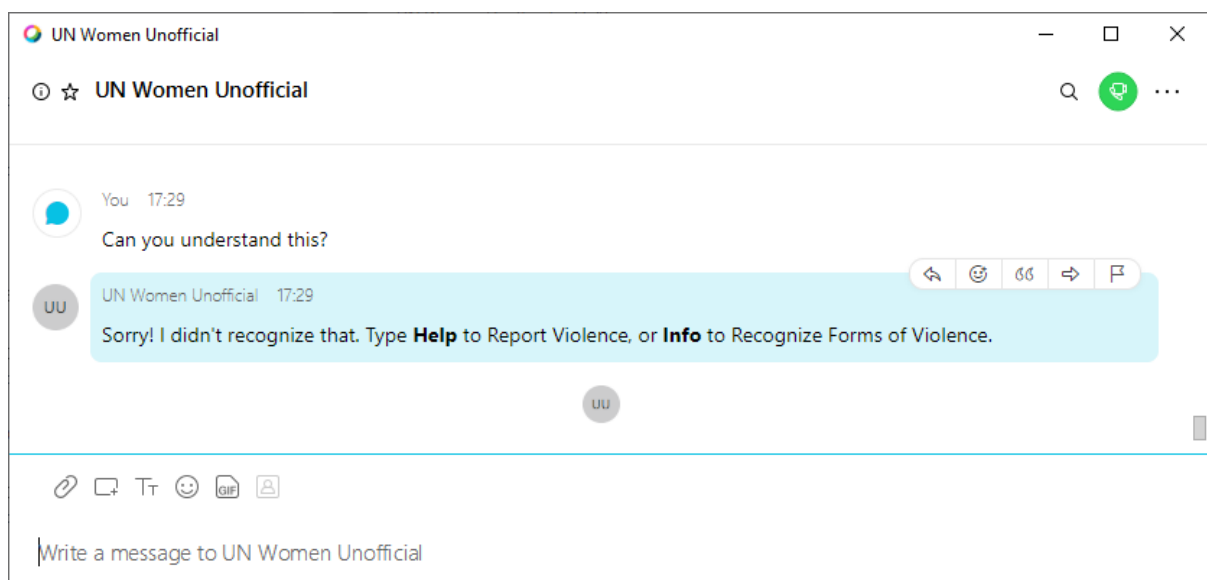 UN Women Unofficial
UN Women Unofficial
You 17:29
Can you understand this?
UU
UN Women Unofficial 17:29
Sorry! I didn't recognize that. Type Help to Report Violence, or Info to Recognize Forms of Violence.
UU
GIF
Write a message to UN Women Unofficial